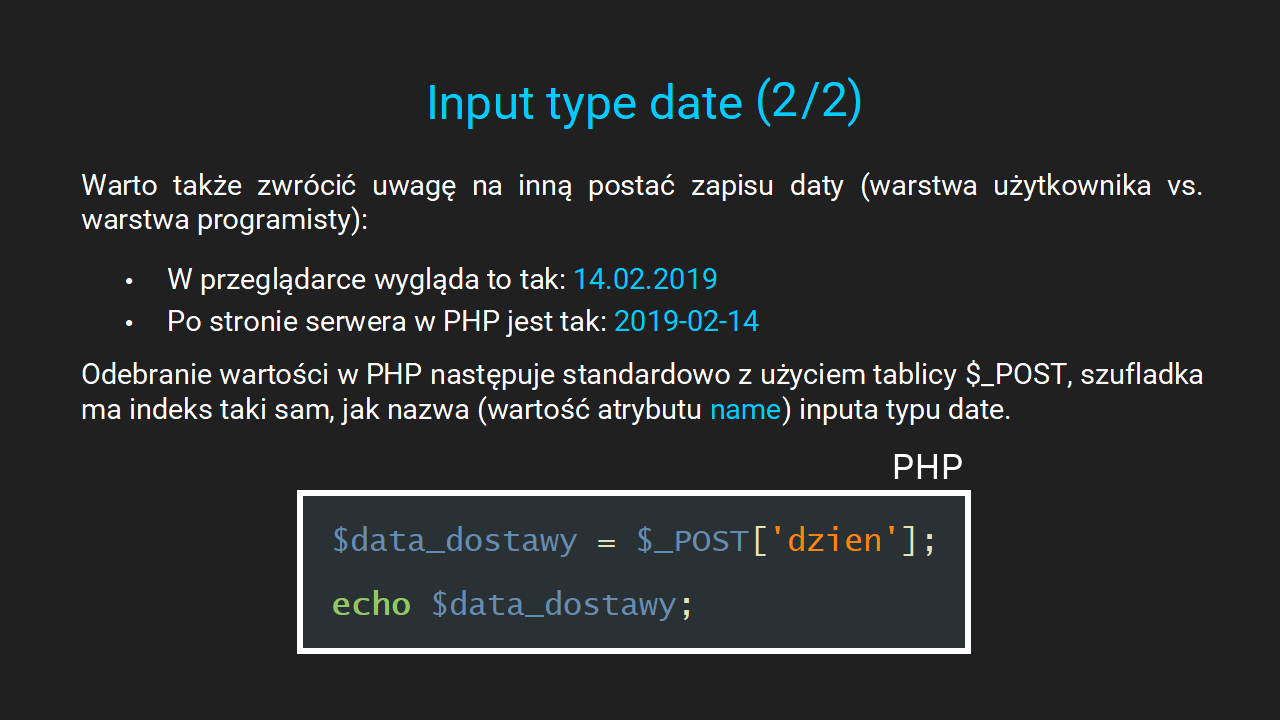 Input type date (2/2)
Warto także zwrócić uwagę na inną postać zapisu daty (warstwa użytkownika vs.
warstwa programisty):
• W przeglądarce wygląda to tak: 14.02.2019
• Po stronie serwera w PHP jest tak: 2019-02-14
Odebranie wartości w PHP następuje standardowo z użyciem tablicy $_POST, szufladka
ma indeks taki sam, jak nazwa (wartość atrybutu name) inputa typu date.
PHP
$data_dostawy = $_POST['dzien'];
echo $data_dostawy;